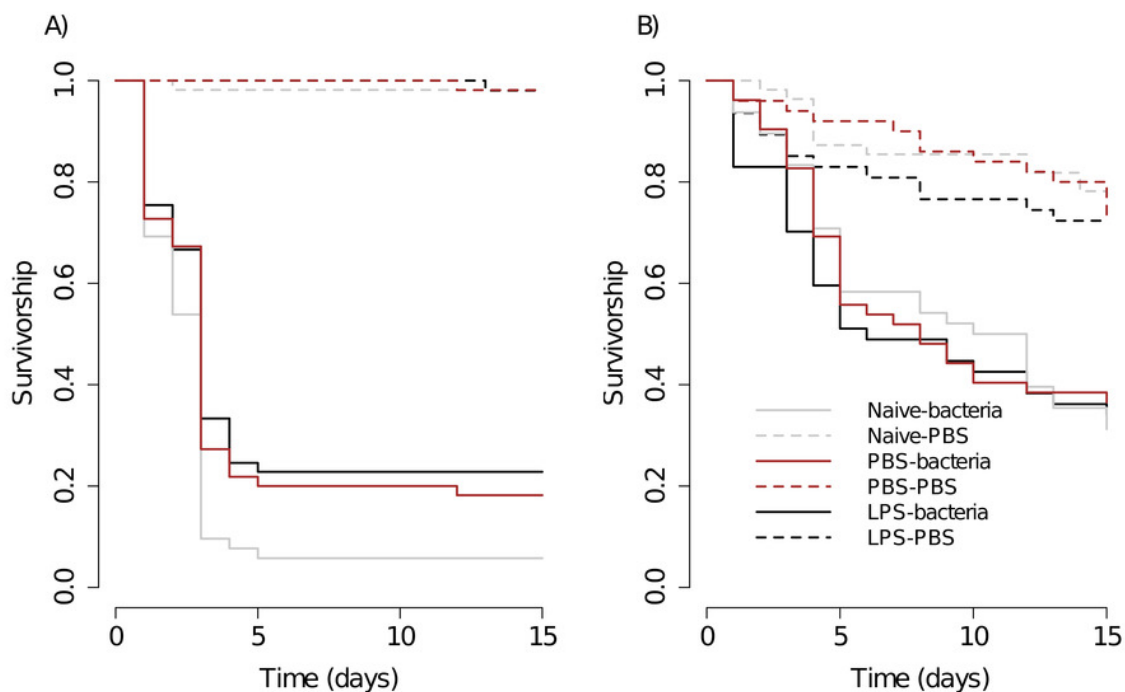 A)
Survivorship
1.0
0.8
0.6
0.4
0.2
0.0
0 5 10 15
Time (days)
B)
Survivorship
1.0
0.8
0.6
0.4
0.2
0.0
Naive-bacteria
Naive-PBS
PBS-bacteria
PBS-PBS
LPS-bacteria
LPS-PBS
0 5 10 15
Time (days)